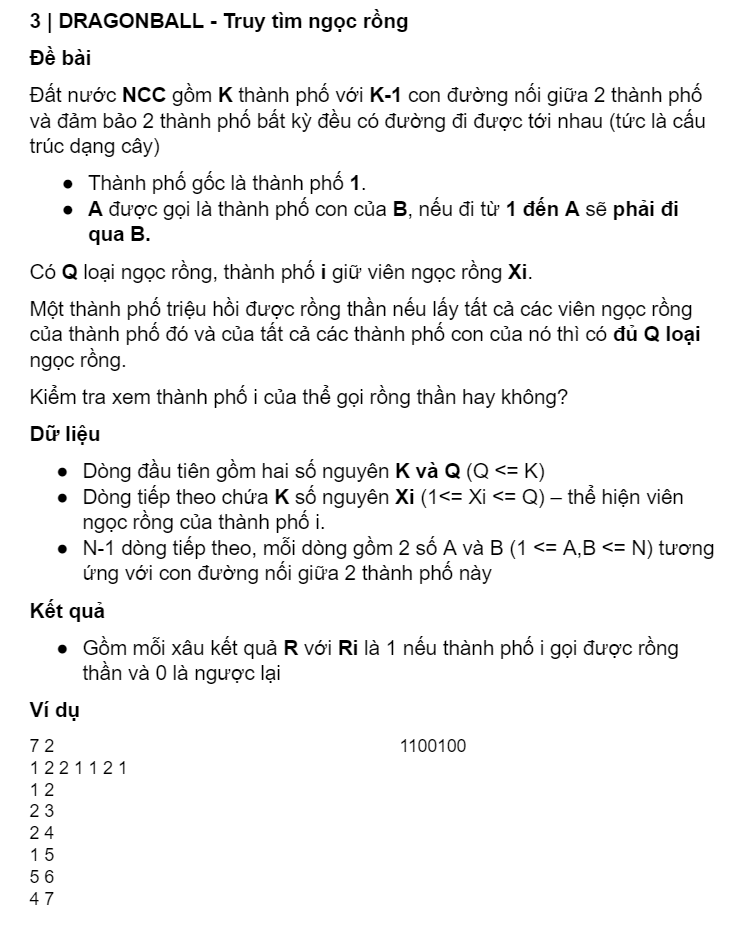 3 | DRAGONBALL - Truy tìm ngọc rồng
Đề bài
Đất nước NCC gồm K thành phố với K-1 con đường nối giữa 2 thành phố
và đảm bảo 2 thành phố bất kỳ đều có đường đi được tới nhau (tức là cấu
trúc dạng cây)
● Thành phố gốc là thành phố 1.
● A được gọi là thành phố con của B, nếu đi từ 1 đến A sẽ phải đi
qua B.
Có Q loại ngọc rồng, thành phố i giữ viên ngọc rồng Xi.
Một thành phố triệu hồi được rồng thần nếu lấy tất cả các viên ngọc rồng
của thành phố đó và của tất cả các thành phố con của nó thì có đủ Q loại
ngọc rồng.
Kiểm tra xem thành phố i của thể gọi rồng thần hay không?
Dữ liệu
● Dòng đầu tiên gồm hai số nguyên K và Q (Q <= K)
● Dòng tiếp theo chứa K số nguyên Xi (1<= Xi <= Q) – thể hiện viên
ngọc rồng của thành phố i.
● N-1 dòng tiếp theo, mỗi dòng gồm 2 số A và B (1 <= A,B <= N) tương
ứng với con đường nối giữa 2 thành phố này
Kết quả
● Gồm mỗi xâu kết quả R với Ri là 1 nếu thành phố i gọi được rồng
thần và 0 là ngược lại
Ví dụ
7 2 1100100
1 2 2 1 1 2 1
1 2
2 3
2 4
1 5
5 6
4 7